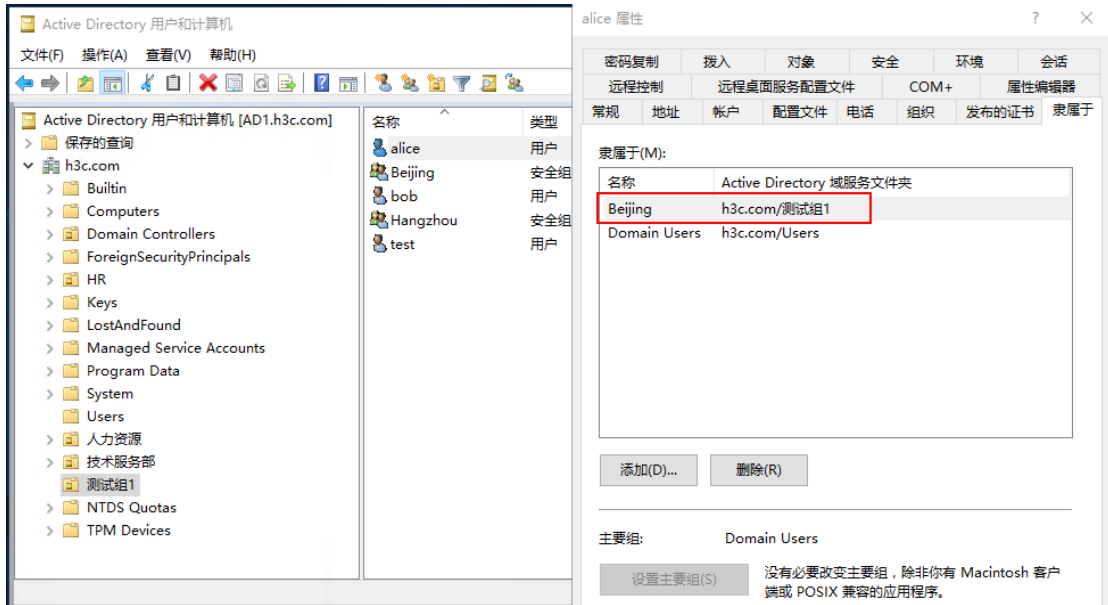 Active Directory 用户和计算机
文件(F) 操作(A) 查看(V) 帮助(H)
Active Directory 用户和计算机 [AD1.h3c.com]
保存的查询
h3c.com
Builtin
Computers
Domain Controllers
ForeignSecurityPrincipals
HR
Keys
LostAndFound
Managed Service Accounts
Program Data
System
Users
人力资源
技术服务部
测试组1
NTDS Quotas
TPM Devices
名称 类型
alice 用户
Beijing 安全组
bob 用户
Hangzhou 安全组
test 用户
alice 属性
密码复制 拨入 对象 安全 环境 会话
远程控制 远程桌面服务配置文件 COM+ 属性编辑器
常规 地址 帐户 配置文件 电话 组织 发布的证书 隶属于
隶属于(M):
名称 Active Directory 域服务文件夹
Beijing h3c.com/测试组1
Domain Users h3c.com/Users
添加(D)... 删除(R)
主要组: Domain Users
设置主要组(S)
没有必要改变主要组，除非你有 Macintosh 客户
端或 POSIX 兼容的应用程序。